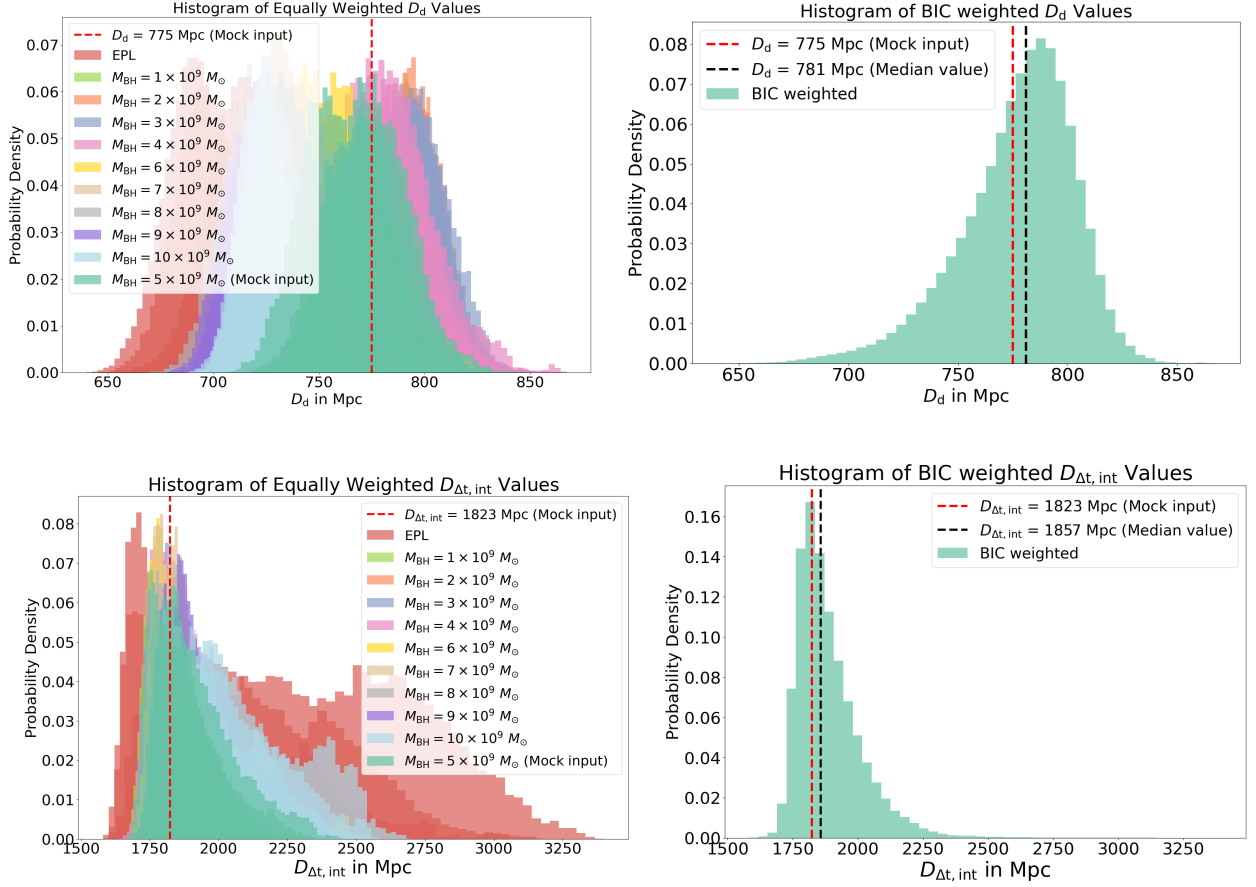 Histogram of Equally Weighted D_d Values
D_d = 775 Mpc (Mock input)
EPL
M_BH = 1 × 10^9 M_⊙
M_BH = 2 × 10^9 M_⊙
M_BH = 3 × 10^9 M_⊙
M_BH = 4 × 10^9 M_⊙
M_BH = 6 × 10^9 M_⊙
M_BH = 7 × 10^9 M_⊙
M_BH = 8 × 10^9 M_⊙
M_BH = 9 × 10^9 M_⊙
M_BH = 10 × 10^9 M_⊙
M_BH = 5 × 10^9 M_⊙ (Mock input)
Probability Density
0.07
0.06
0.05
0.04
0.03
0.02
0.01
0.00
650 700 750 800 850
D_d in Mpc
Histogram of BIC weighted D_d Values
D_d = 775 Mpc (Mock input)
D_d = 781 Mpc (Median value)
BIC weighted
Probability Density
0.08
0.07
0.06
0.05
0.04
0.03
0.02
0.01
0.00
650 700 750 800 850
D_d in Mpc
Histogram of Equally Weighted D_Δt, int Values
D_Δt, int = 1823 Mpc (Mock input)
EPL
M_BH = 1 × 10^9 M_⊙
M_BH = 2 × 10^9 M_⊙
M_BH = 3 × 10^9 M_⊙
M_BH = 4 × 10^9 M_⊙
M_BH = 6 × 10^9 M_⊙
M_BH = 7 × 10^9 M_⊙
M_BH = 8 × 10^9 M_⊙
M_BH = 9 × 10^9 M_⊙
M_BH = 10 × 10^9 M_⊙
M_BH = 5 × 10^9 M_⊙ (Mock input)
Probability Density
0.08
0.07
0.06
0.05
0.04
0.03
0.02
0.01
0.00
1500 1750 2000 2250 2500 2750 3000 3250
D_Δt, int in Mpc
Histogram of BIC weighted D_Δt, int Values
D_Δt, int = 1823 Mpc (Mock input)
D_Δt, int = 1857 Mpc (Median value)
BIC weighted
Probability Density
0.16
0.14
0.12
0.10
0.08
0.06
0.04
0.02
0.00
1500 1750 2000 2250 2500 2750 3000 3250
D_Δt, int in Mpc